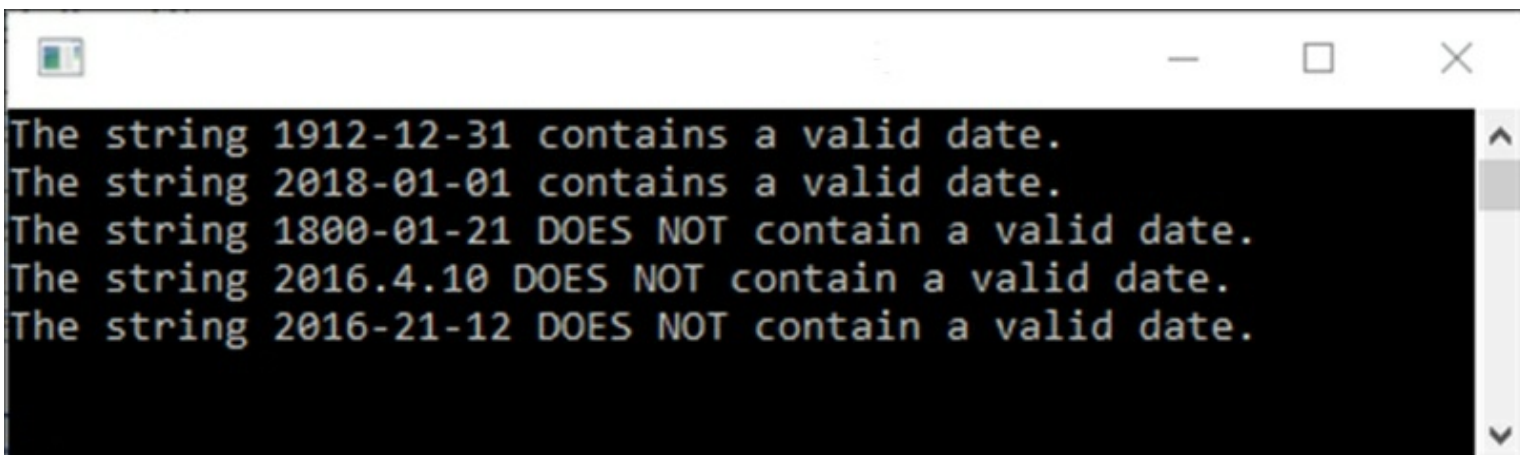 The string 1912-12-31 contains a valid date.
The string 2018-01-01 contains a valid date.
The string 1800-01-21 DOES NOT contain a valid date.
The string 2016.4.10 DOES NOT contain a valid date.
The string 2016-21-12 DOES NOT contain a valid date.